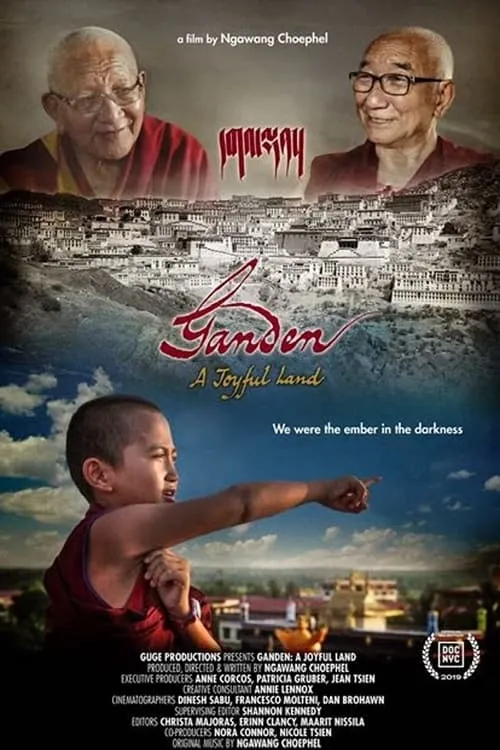 a film by Ngawang Choephel
Ganden
A Joyful Land
We were the ember in the darkness
GUGE PRODUCTIONS PRESENTS GANDEN: A JOYFUL LAND
PRODUCED, DIRECTED & WRITTEN BY NGAWANG CHOEPHEL
EXECUTIVE PRODUCERS ANNE CORCOS, PATRICIA GRUBER, JEAN TSIEN
CREATIVE CONSULTANT ANNIE LENNOX
CINEMATOGRAPHERS DINESH SABU, FRANCESCO MOLTENI, DAN BROHAWN
SUPERVISING EDITOR SHANNON KENNEDY
EDITORS CHRISTA MAJORAS, ERINN CLANCY, MAARIT NISSILA
CO-PRODUCERS NORA CONNOR, NICOLE TSIEN
ORIGINAL MUSIC BY NGAWANG CHOEPHEL
DOC
NYC
2019